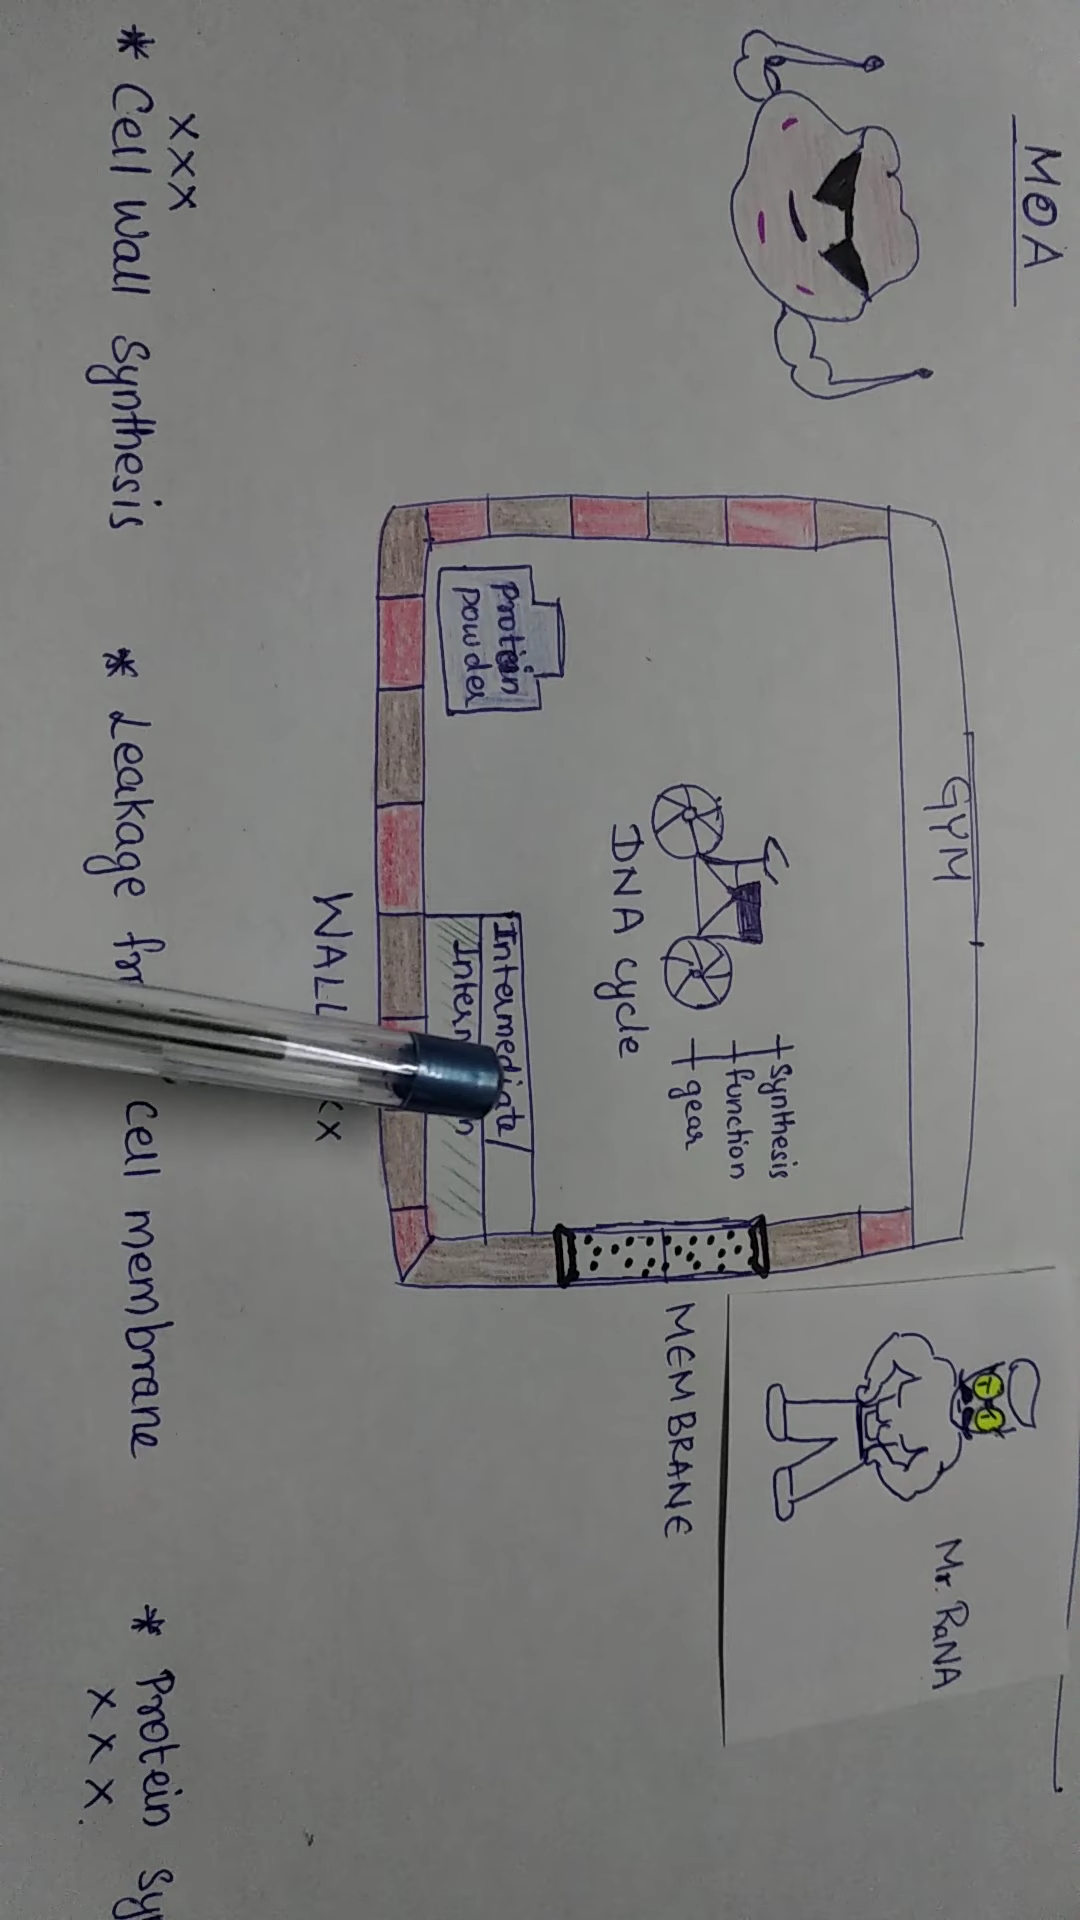 MOA
GYM
Mr. RaNA
+ Synthesis
+ function
+ gear
DNA cycle
MEMBRANE
Protein
powder
Intermediate/
WALL
xxx
* Cell Wall Synthesis * Leakage cell membrane * Protein
xxx